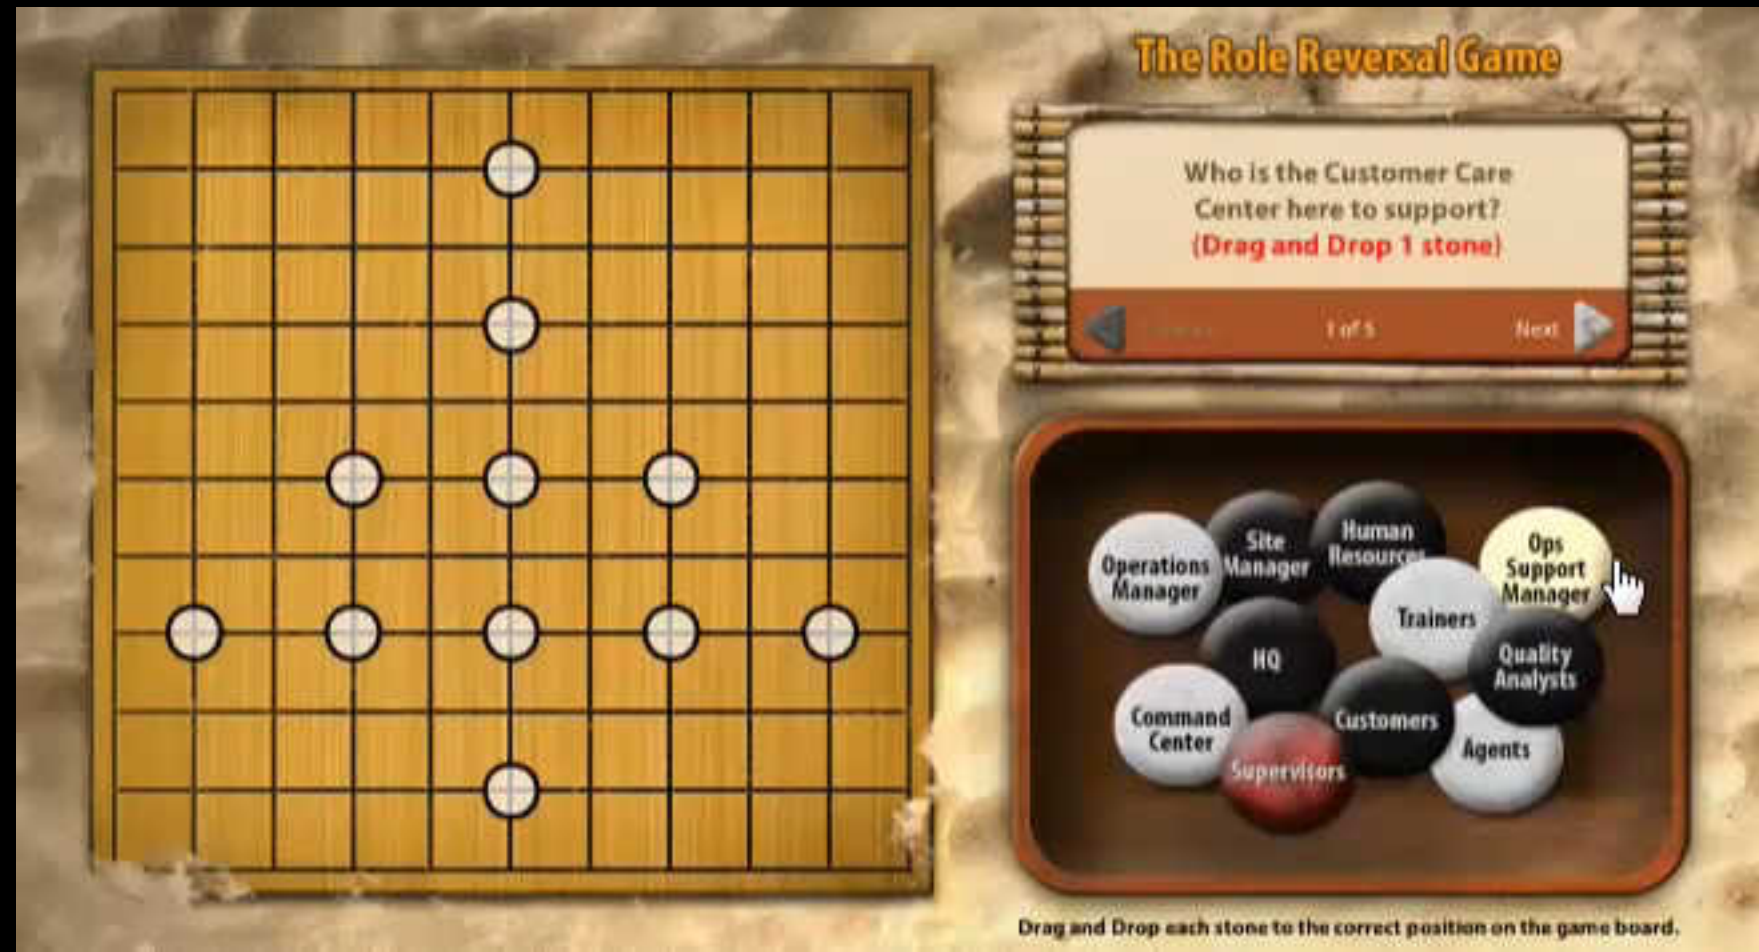 The Role Reversal Game
Who is the Customer Care
Center here to support?
(Drag and Drop 1 stone)
1 of 5
Next
Operations
Manager
Site
Manager
Human
Resources
Ops
Support
Manager
Trainers
HQ
Quality
Analysts
Command
Center
Customers
Supervisors
Agents
Drag and Drop each stone to the correct position on the game board.